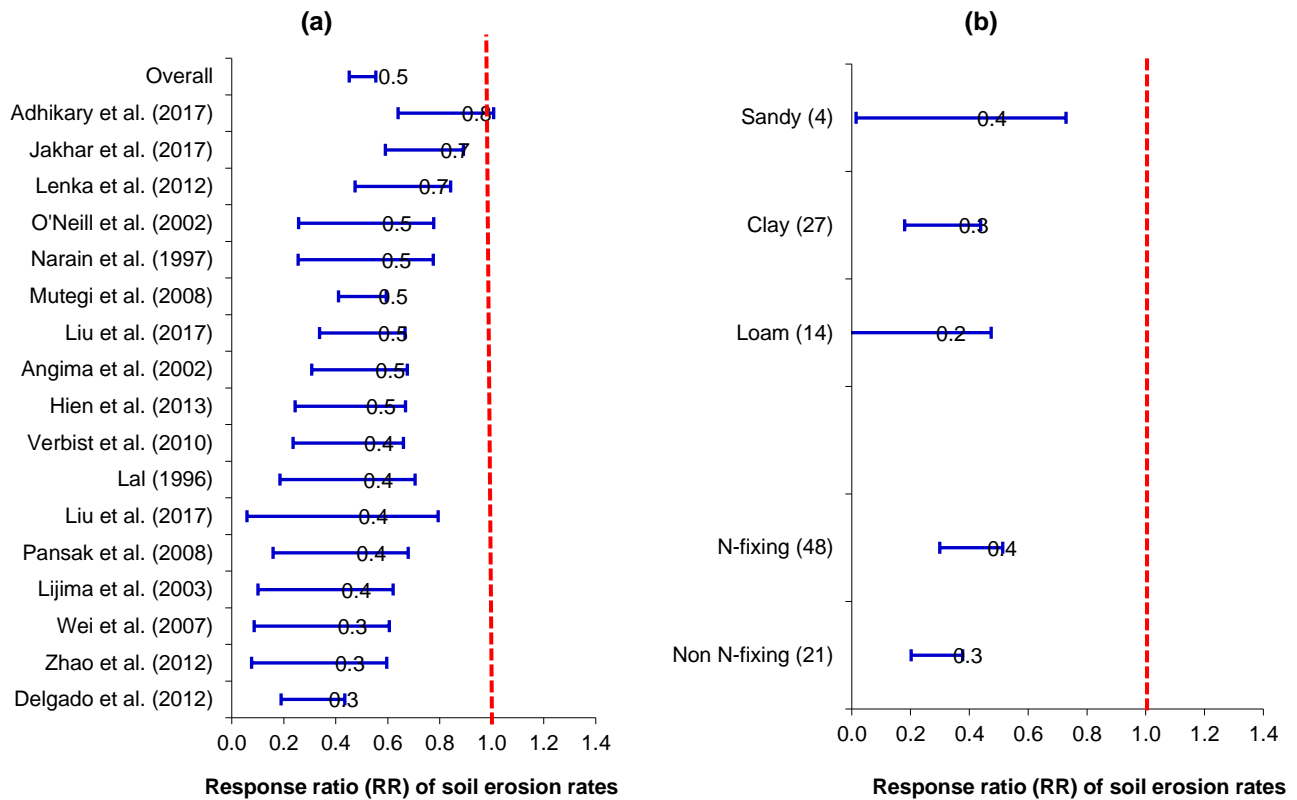 (a)
Overall 0.5
Adhikary et al. (2017) 0.8
Jakhar et al. (2017) 0.7
Lenka et al. (2012) 0.7
O'Neill et al. (2002) 0.5
Narain et al. (1997) 0.5
Mutegi et al. (2008) 0.5
Liu et al. (2017) 0.5
Angima et al. (2002) 0.5
Hien et al. (2013) 0.5
Verbist et al. (2010) 0.4
Lal (1996) 0.4
Liu et al. (2017) 0.4
Pansak et al. (2008) 0.4
Lijima et al. (2003) 0.4
Wei et al. (2007) 0.3
Zhao et al. (2012) 0.3
Delgado et al. (2012) 0.3
0.0 0.2 0.4 0.6 0.8 1.0 1.2 1.4
Response ratio (RR) of soil erosion rates
(b)
Sandy (4) 0.4
Clay (27) 0.3
Loam (14) 0.2
N-fixing (48) 0.4
Non N-fixing (21) 0.3
0.0 0.2 0.4 0.6 0.8 1.0 1.2 1.4
Response ratio (RR) of soil erosion rates